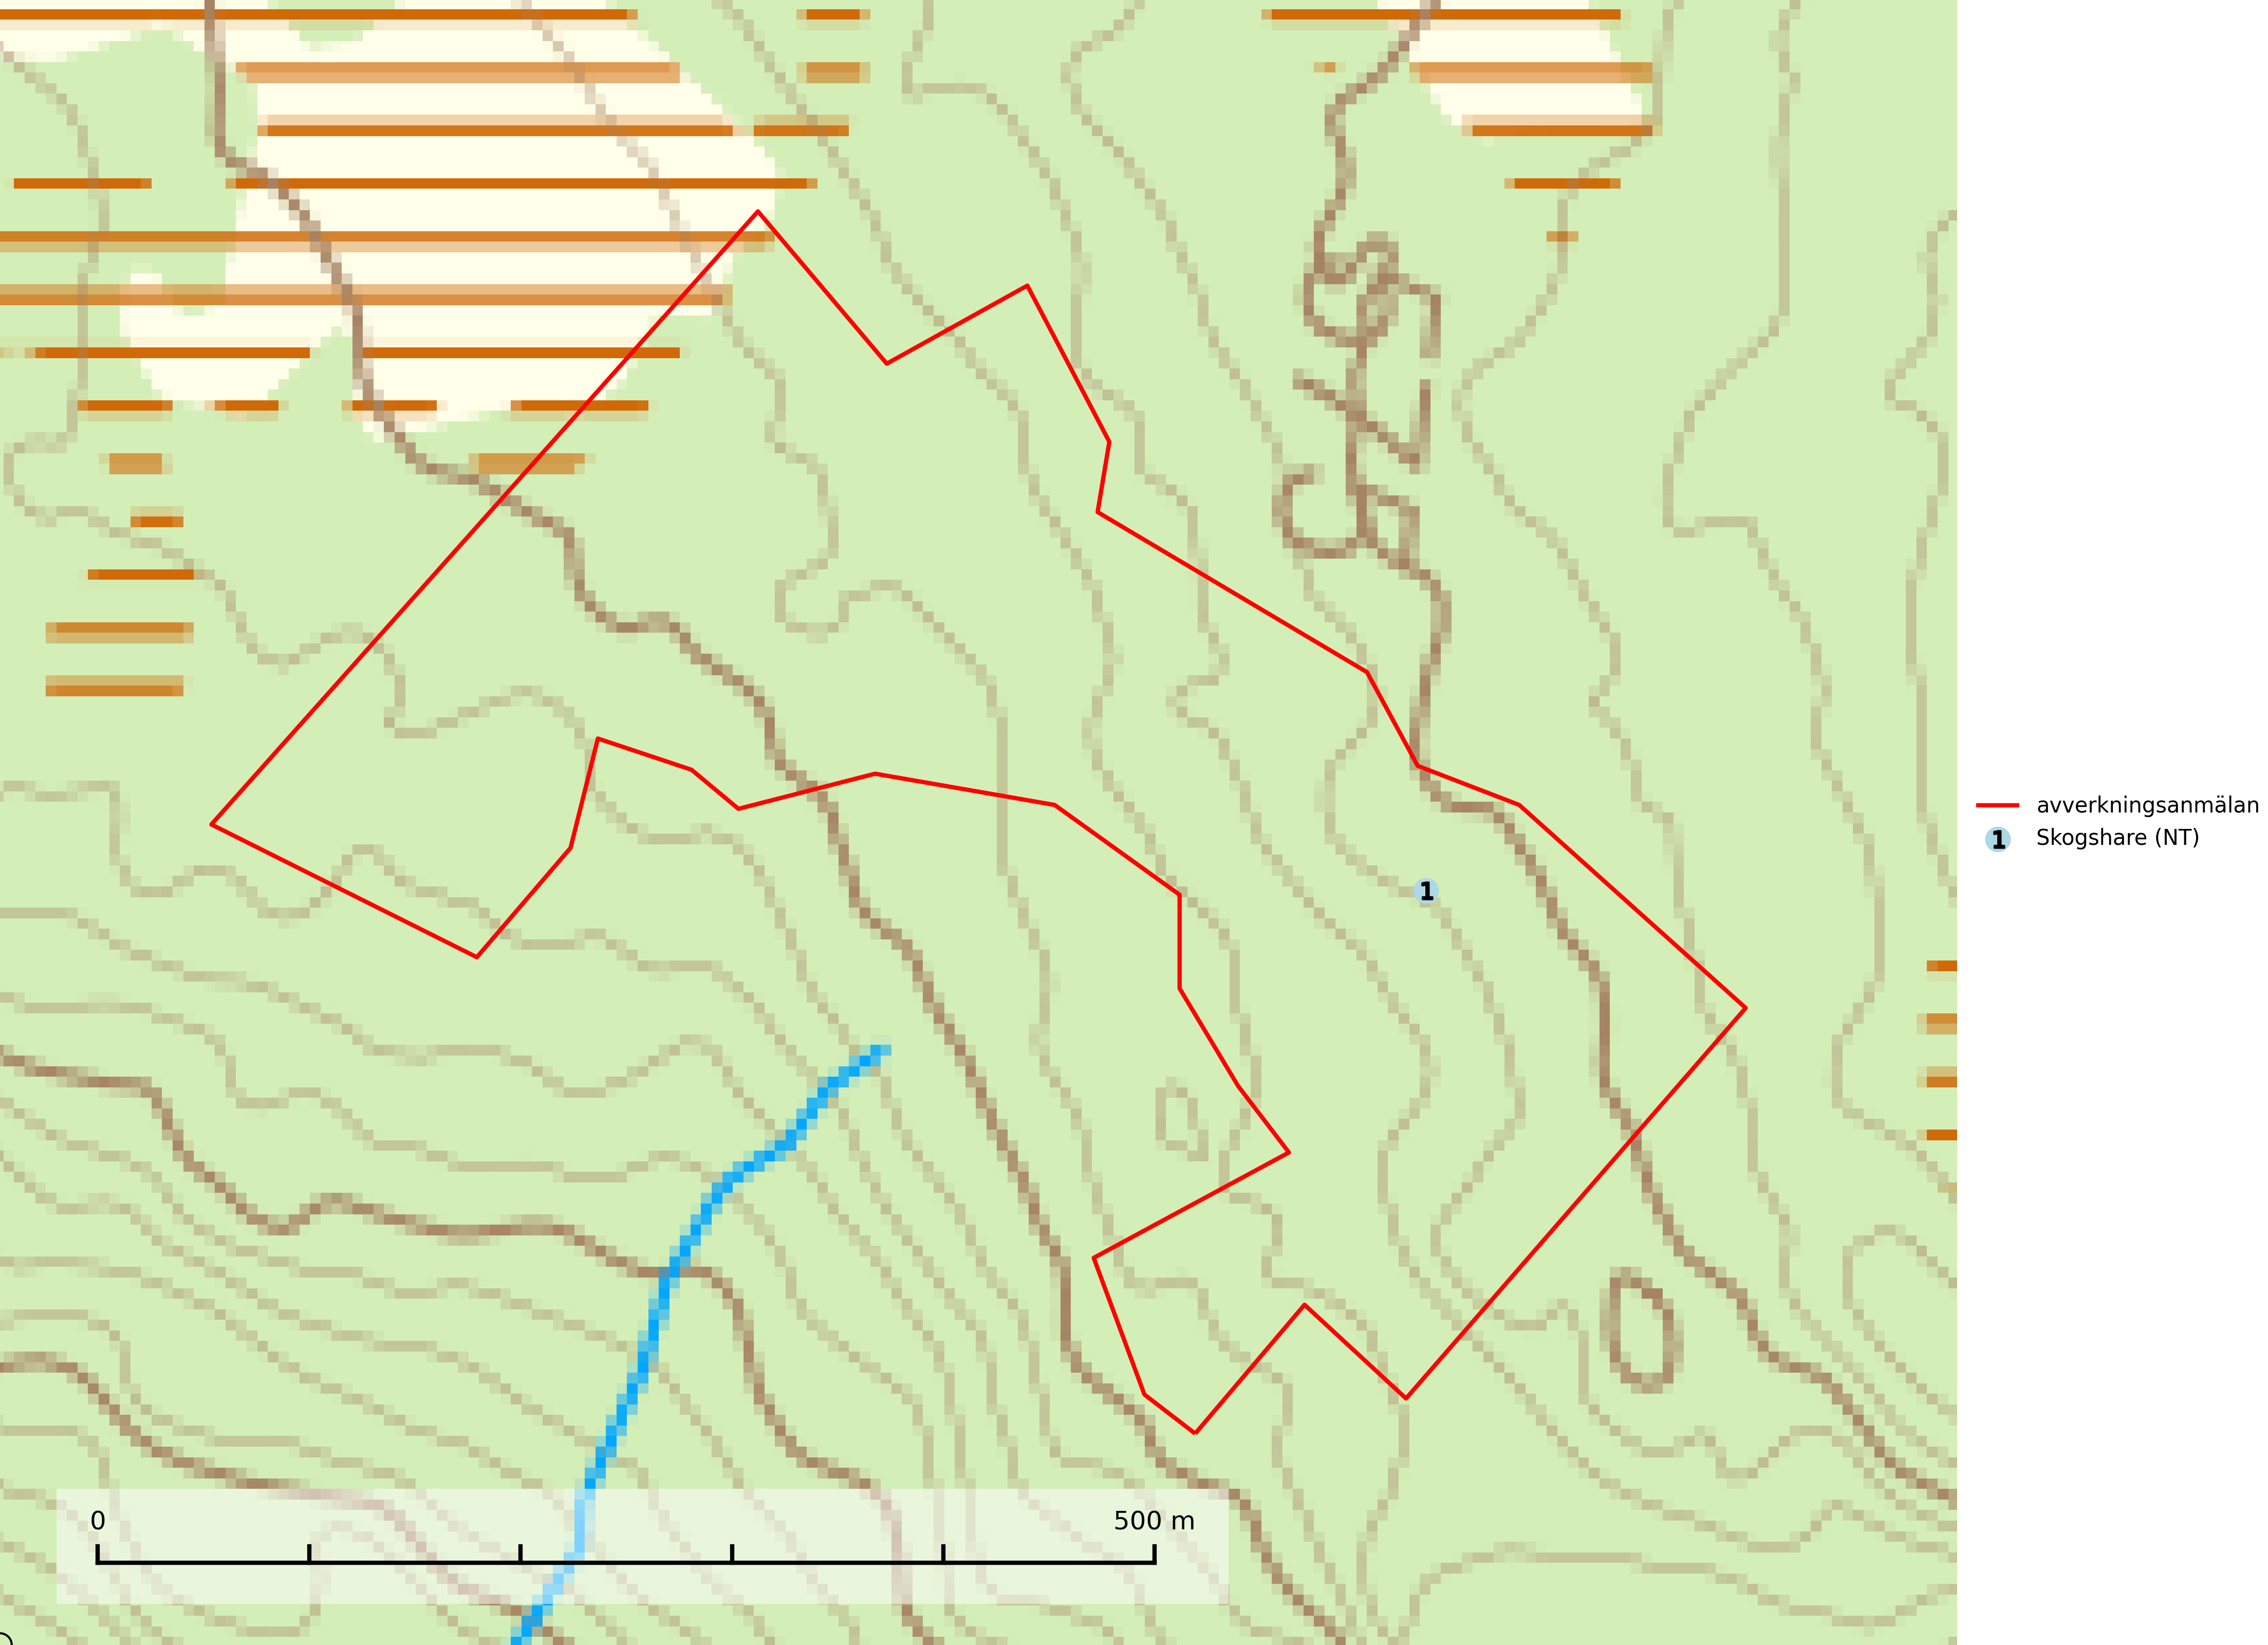 1
avverkningsanmälan
1 Skogshare (NT)
0 500 m